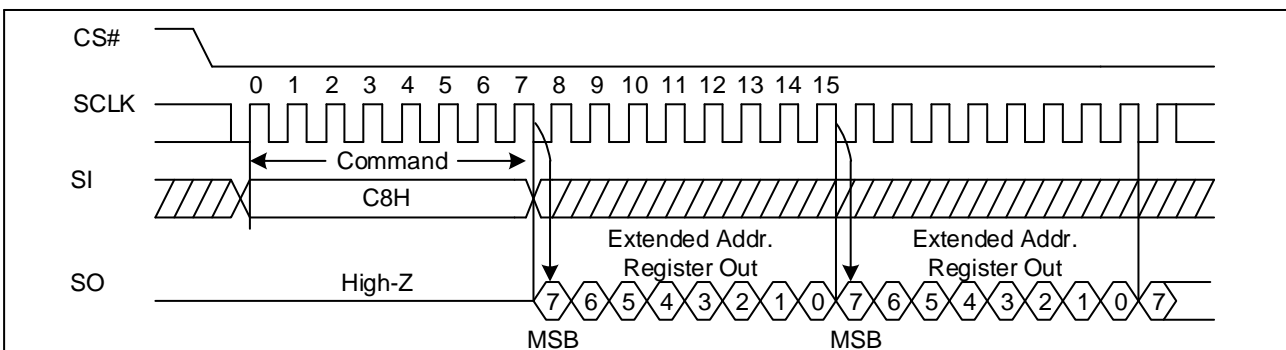 CS#
0 1 2 3 4 5 6 7 8 9 10 11 12 13 14 15
SCLK
Command
SI
C8H
Extended Addr.
Register Out
Extended Addr.
Register Out
SO
High-Z
7 6 5 4 3 2 1 0 7 6 5 4 3 2 1 0 7
MSB
MSB